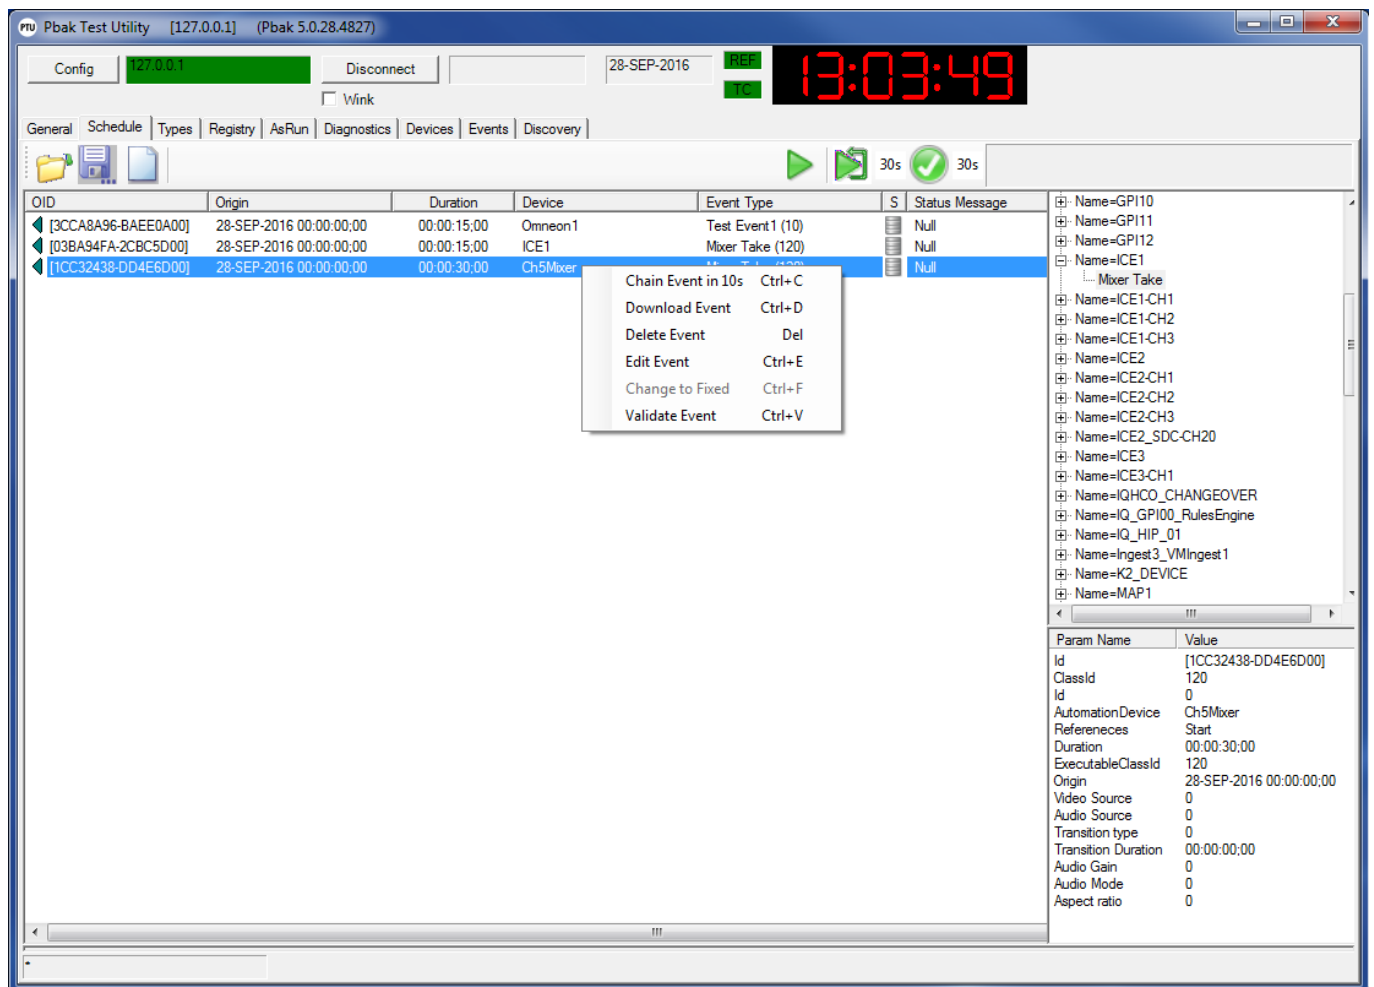 PTU Pbak Test Utility [127.0.0.1] (Pbak 5.0.28.4827)
Config 127.0.0.1 Disconnect 28-SEP-2016 REF 13:03:49
Wink TC
General Schedule Types Registry AsRun Diagnostics Devices Events Discovery
30s 30s
OID Origin Duration Device Event Type S Status Message
[3CCA8A96-BAEE0A00] 28-SEP-2016 00:00:00;00 00:00:15;00 Omneon1 Test Event1 (10) Null
[03BA94FA-2CBC5D00] 28-SEP-2016 00:00:00;00 00:00:15;00 ICE1 Mixer Take (120) Null
[1CC32438-DD4E6D00] 28-SEP-2016 00:00:00;00 00:00:30;00 Ch5Mixer Mixer Take (120) Null
Chain Event in 10s Ctrl+C
Download Event Ctrl+D
Delete Event Del
Edit Event Ctrl+E
Change to Fixed Ctrl+F
Validate Event Ctrl+V
Name=GPI10
Name=GPI11
Name=GPI12
Name=ICE1
Mixer Take
Name=ICE1-CH1
Name=ICE1-CH2
Name=ICE1-CH3
Name=ICE2
Name=ICE2-CH1
Name=ICE2-CH2
Name=ICE2-CH3
Name=ICE2_SDC-CH20
Name=ICE3
Name=ICE3-CH1
Name=IQHCO_CHANGEOVER
Name=IQ_GPI00_RulesEngine
Name=IQ_HIP_01
Name=Ingest3_VMIngest1
Name=K2_DEVICE
Name=MAP1
Param Name Value
Id [1CC32438-DD4E6D00]
ClassId 120
Id 0
AutomationDevice Ch5Mixer
Refereneces Start
Duration 00:00:30;00
ExecutableClassId 120
Origin 28-SEP-2016 00:00:00;00
Video Source 0
Audio Source 0
Transition type 0
Transition Duration 00:00:00;00
Audio Gain 0
Audio Mode 0
Aspect ratio 0